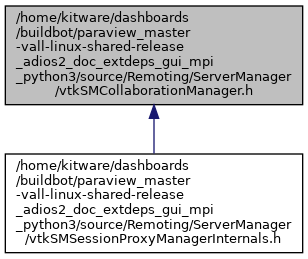 /home/kitware/dashboards
/buildbot/paraview_master
-vall-linux-shared-release
_adios2_doc_extdeps_gui_mpi
_python3/source/Remoting/ServerManager
/vtkSMCollaborationManager.h
/home/kitware/dashboards
/buildbot/paraview_master
-vall-linux-shared-release
_adios2_doc_extdeps_gui_mpi
_python3/source/Remoting/ServerManager
/vtkSMSessionProxyManagerInternals.h